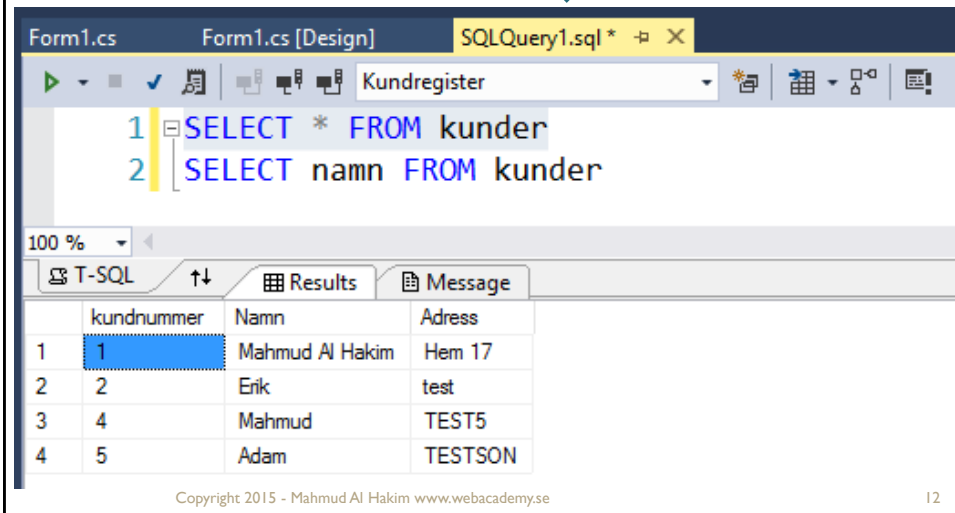 Form1.cs Form1.cs [Design] SQLQuery1.sql *
Kundregister
1 SELECT * FROM kunder
2 SELECT namn FROM kunder
100 %
T-SQL Results Message
kundnummer Namn Adress
1 1 Mahmud Al Hakim Hem 17
2 2 Erik test
3 4 Mahmud TEST5
4 5 Adam TESTSON
Copyright 2015 - Mahmud Al Hakim www.webacademy.se 12